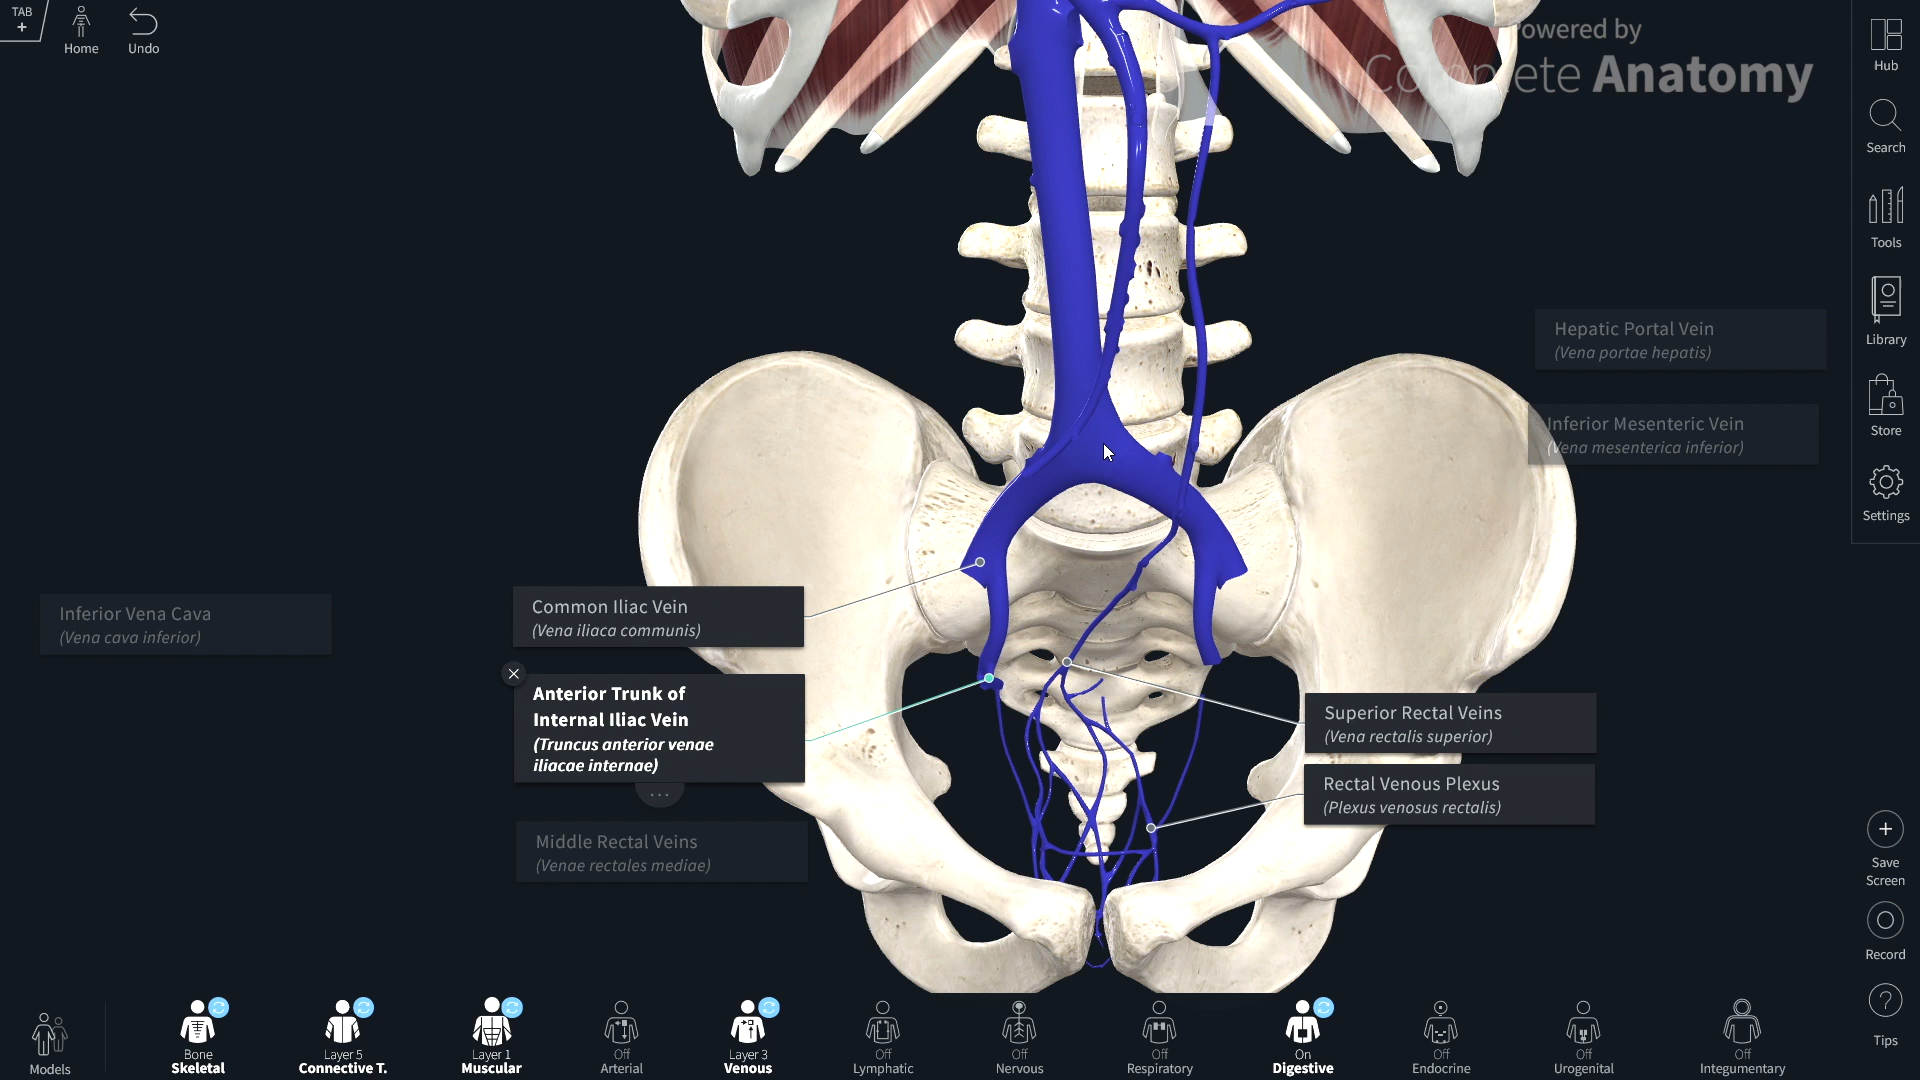 TAB
+
Home
Undo
owered by
Complete Anatomy
Hub
Search
Tools
Library
Store
Settings
Hepatic Portal Vein
(Vena portae hepatis)
Inferior Mesenteric Vein
(Vena mesenterica inferior)
Inferior Vena Cava
(Vena cava inferior)
Common Iliac Vein
(Vena iliaca communis)
Anterior Trunk of
Internal Iliac Vein
(Truncus anterior venae
iliacae internae)
...
Middle Rectal Veins
(Venae rectales mediae)
Superior Rectal Veins
(Vena rectalis superior)
Rectal Venous Plexus
(Plexus venosus rectalis)
Save
Screen
Record
?
Tips
Models
Bone
Skeletal
Layer 5
Connective T.
Layer 1
Muscular
Off
Arterial
Layer 3
Venous
Off
Lymphatic
Off
Nervous
Off
Respiratory
On
Digestive
Off
Endocrine
Off
Urogenital
Off
Integumentary